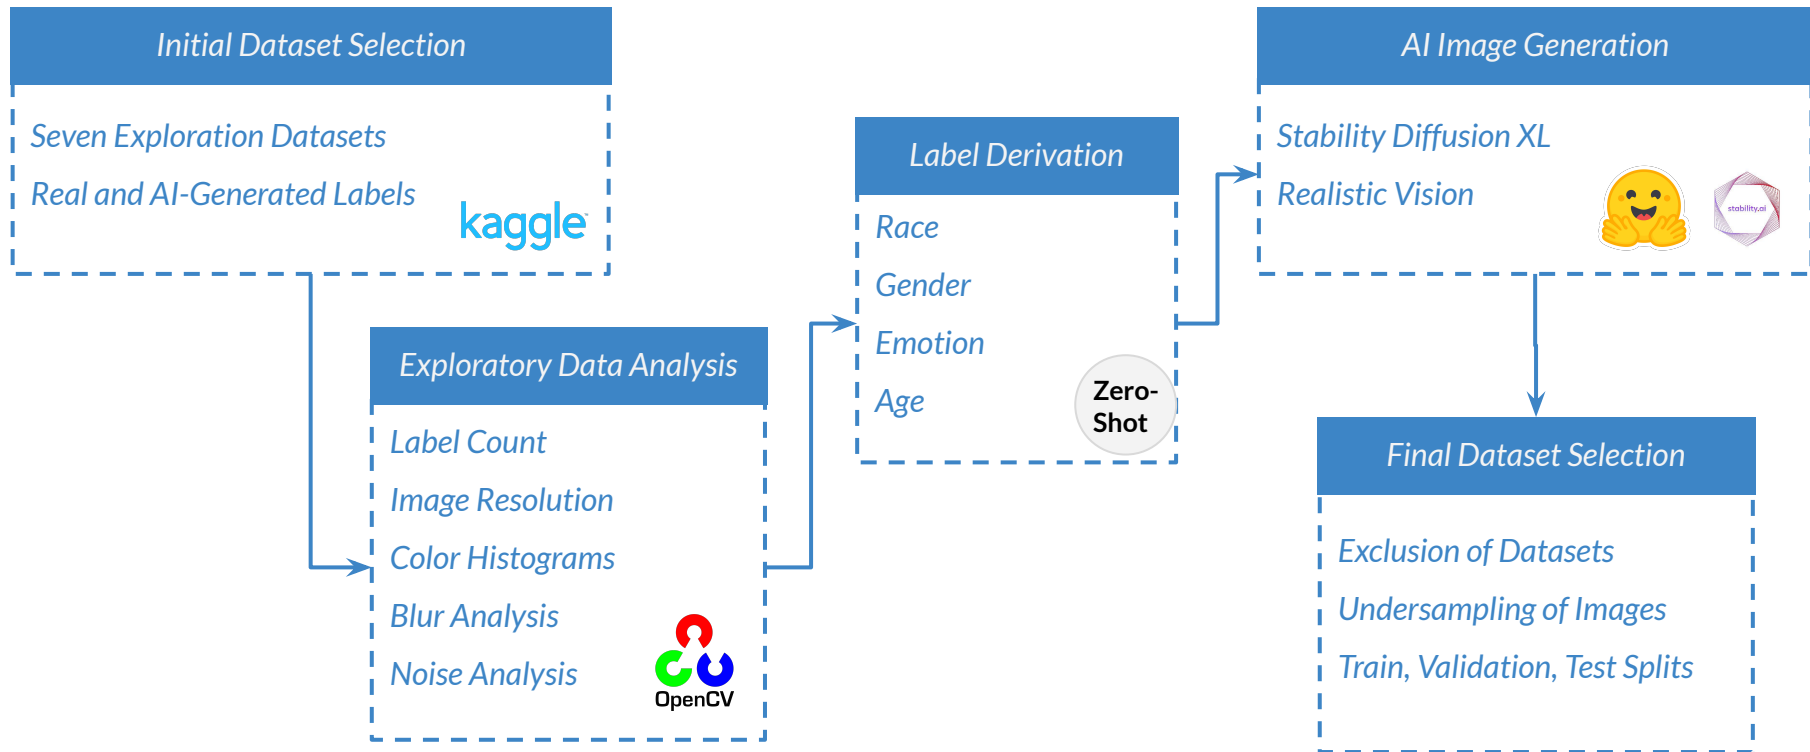 Initial Dataset Selection
Seven Exploration Datasets
Real and AI-Generated Labels
kaggle
Exploratory Data Analysis
Label Count
Image Resolution
Color Histograms
Blur Analysis
Noise Analysis
OpenCV
Label Derivation
Race
Gender
Emotion
Age
Zero-
Shot
AI Image Generation
Stability Diffusion XL
Realistic Vision
stability.ai
Final Dataset Selection
Exclusion of Datasets
Undersampling of Images
Train, Validation, Test Splits